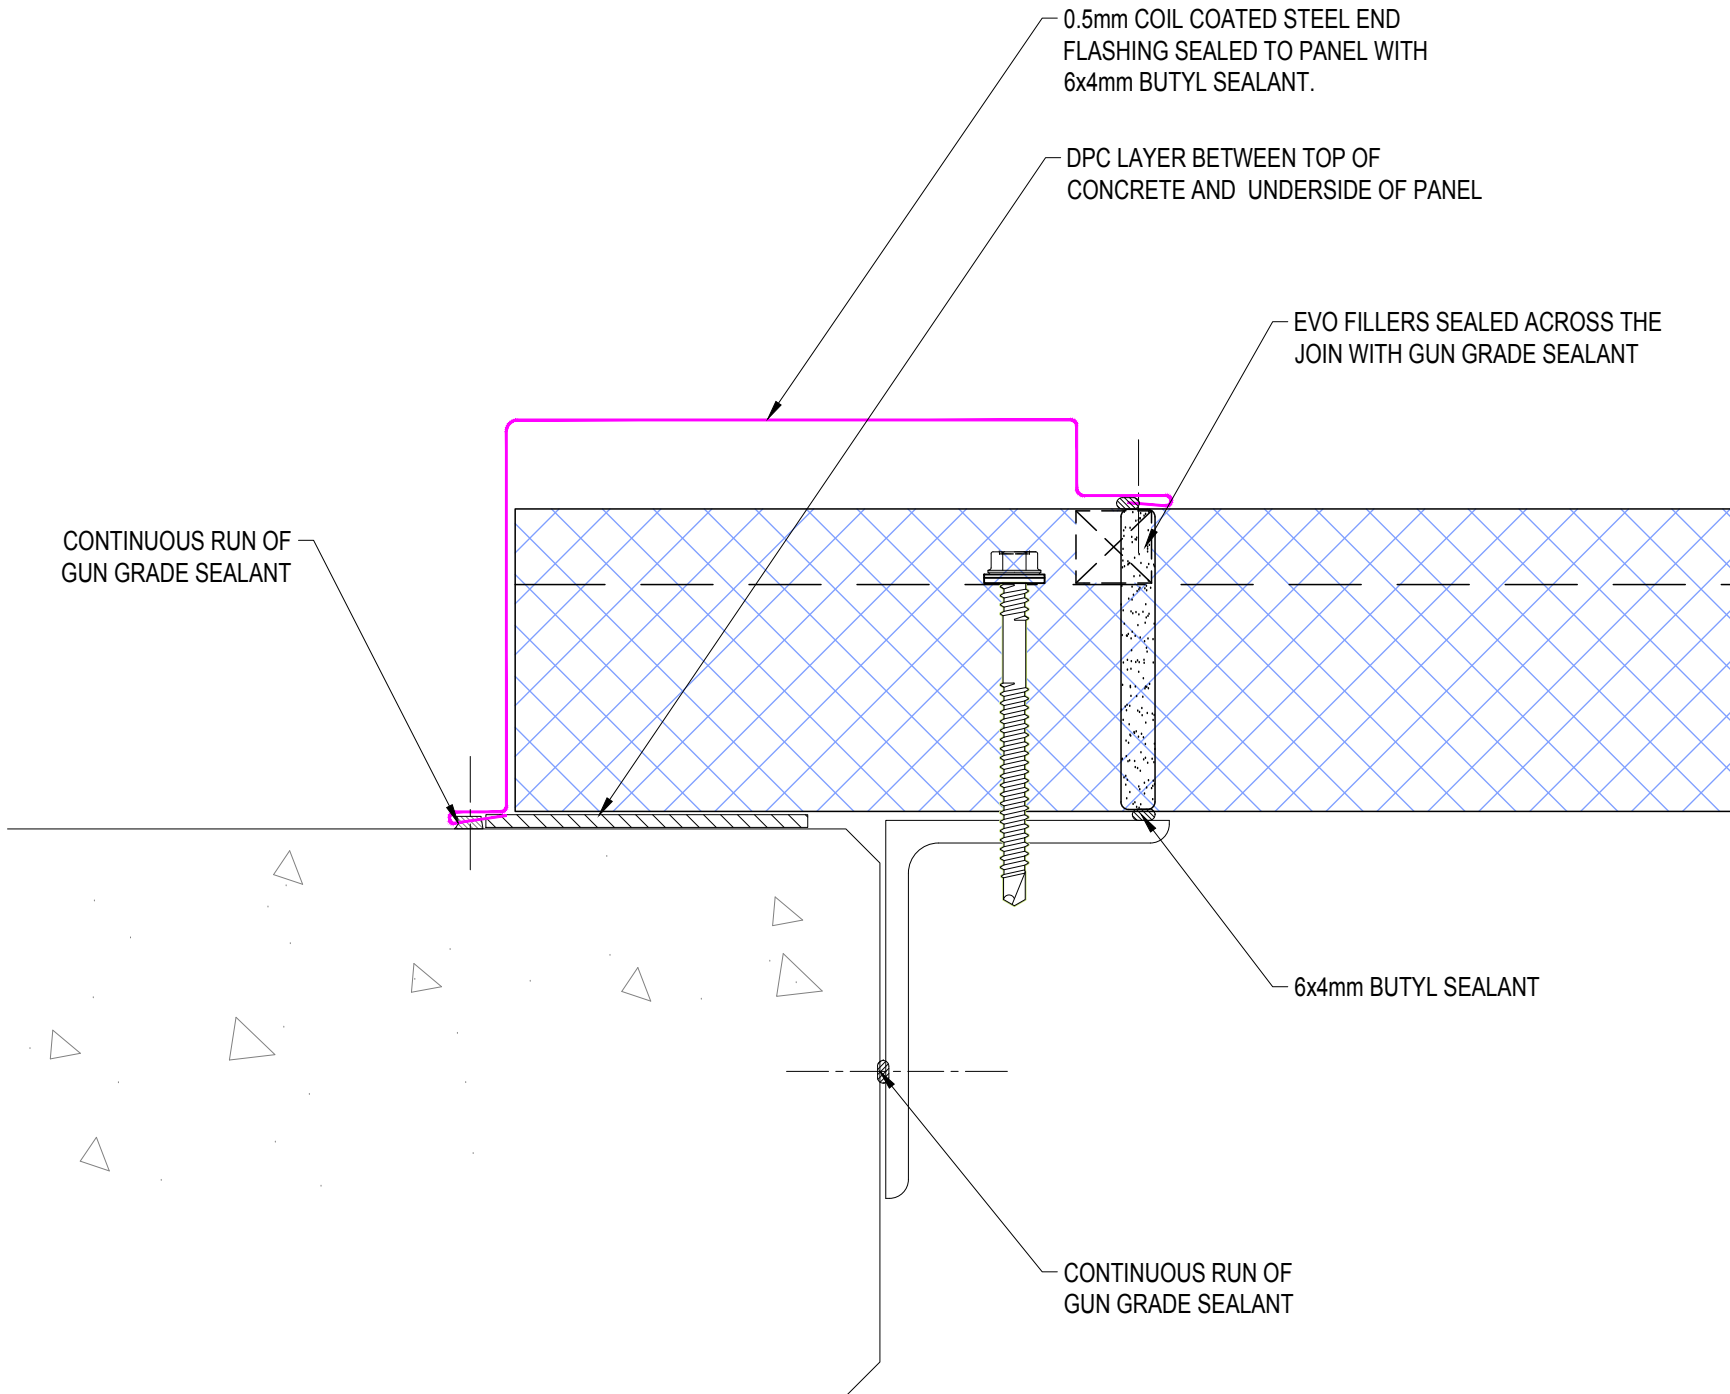 0.5mm COIL COATED STEEL END
FLASHING SEALED TO PANEL WITH
6x4mm BUTYL SEALANT.
DPC LAYER BETWEEN TOP OF
CONCRETE AND UNDERSIDE OF PANEL
EVO FILLERS SEALED ACROSS THE
JOIN WITH GUN GRADE SEALANT
CONTINUOUS RUN OF
GUN GRADE SEALANT
6x4mm BUTYL SEALANT
CONTINUOUS RUN OF
GUN GRADE SEALANT